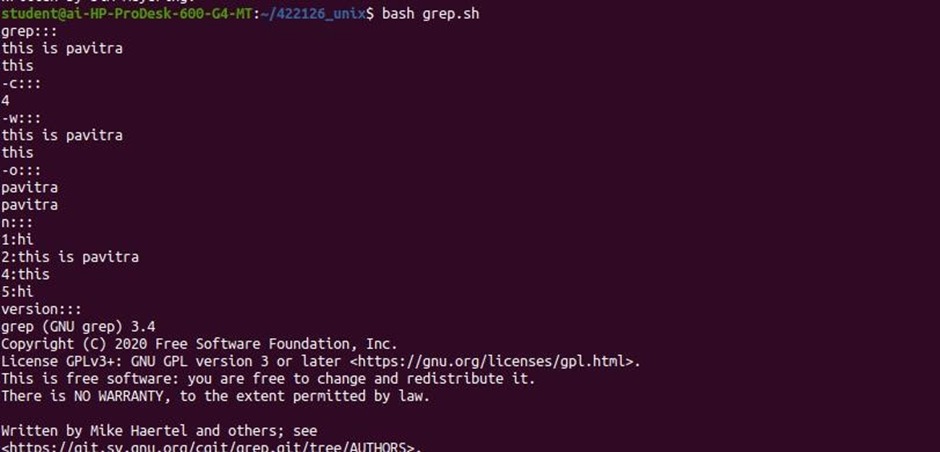 student@ai-HP-ProDesk-600-G4-MT:~/422126_unix$ bash grep.sh
grep:::
this is pavitra
this
-c:::
4
-w:::
this is pavitra
this
-o:::
pavitra
pavitra
n:::
1:hi
2:this is pavitra
4:this
5:hi
version:::
grep (GNU grep) 3.4
Copyright (C) 2020 Free Software Foundation, Inc.
License GPLv3+: GNU GPL version 3 or later <https://gnu.org/licenses/gpl.html>.
This is free software: you are free to change and redistribute it.
There is NO WARRANTY, to the extent permitted by law.

Written by Mike Haertel and others; see
<https://git.sv.gnu.org/cgit/grep.git/tree/AUTHORS>.